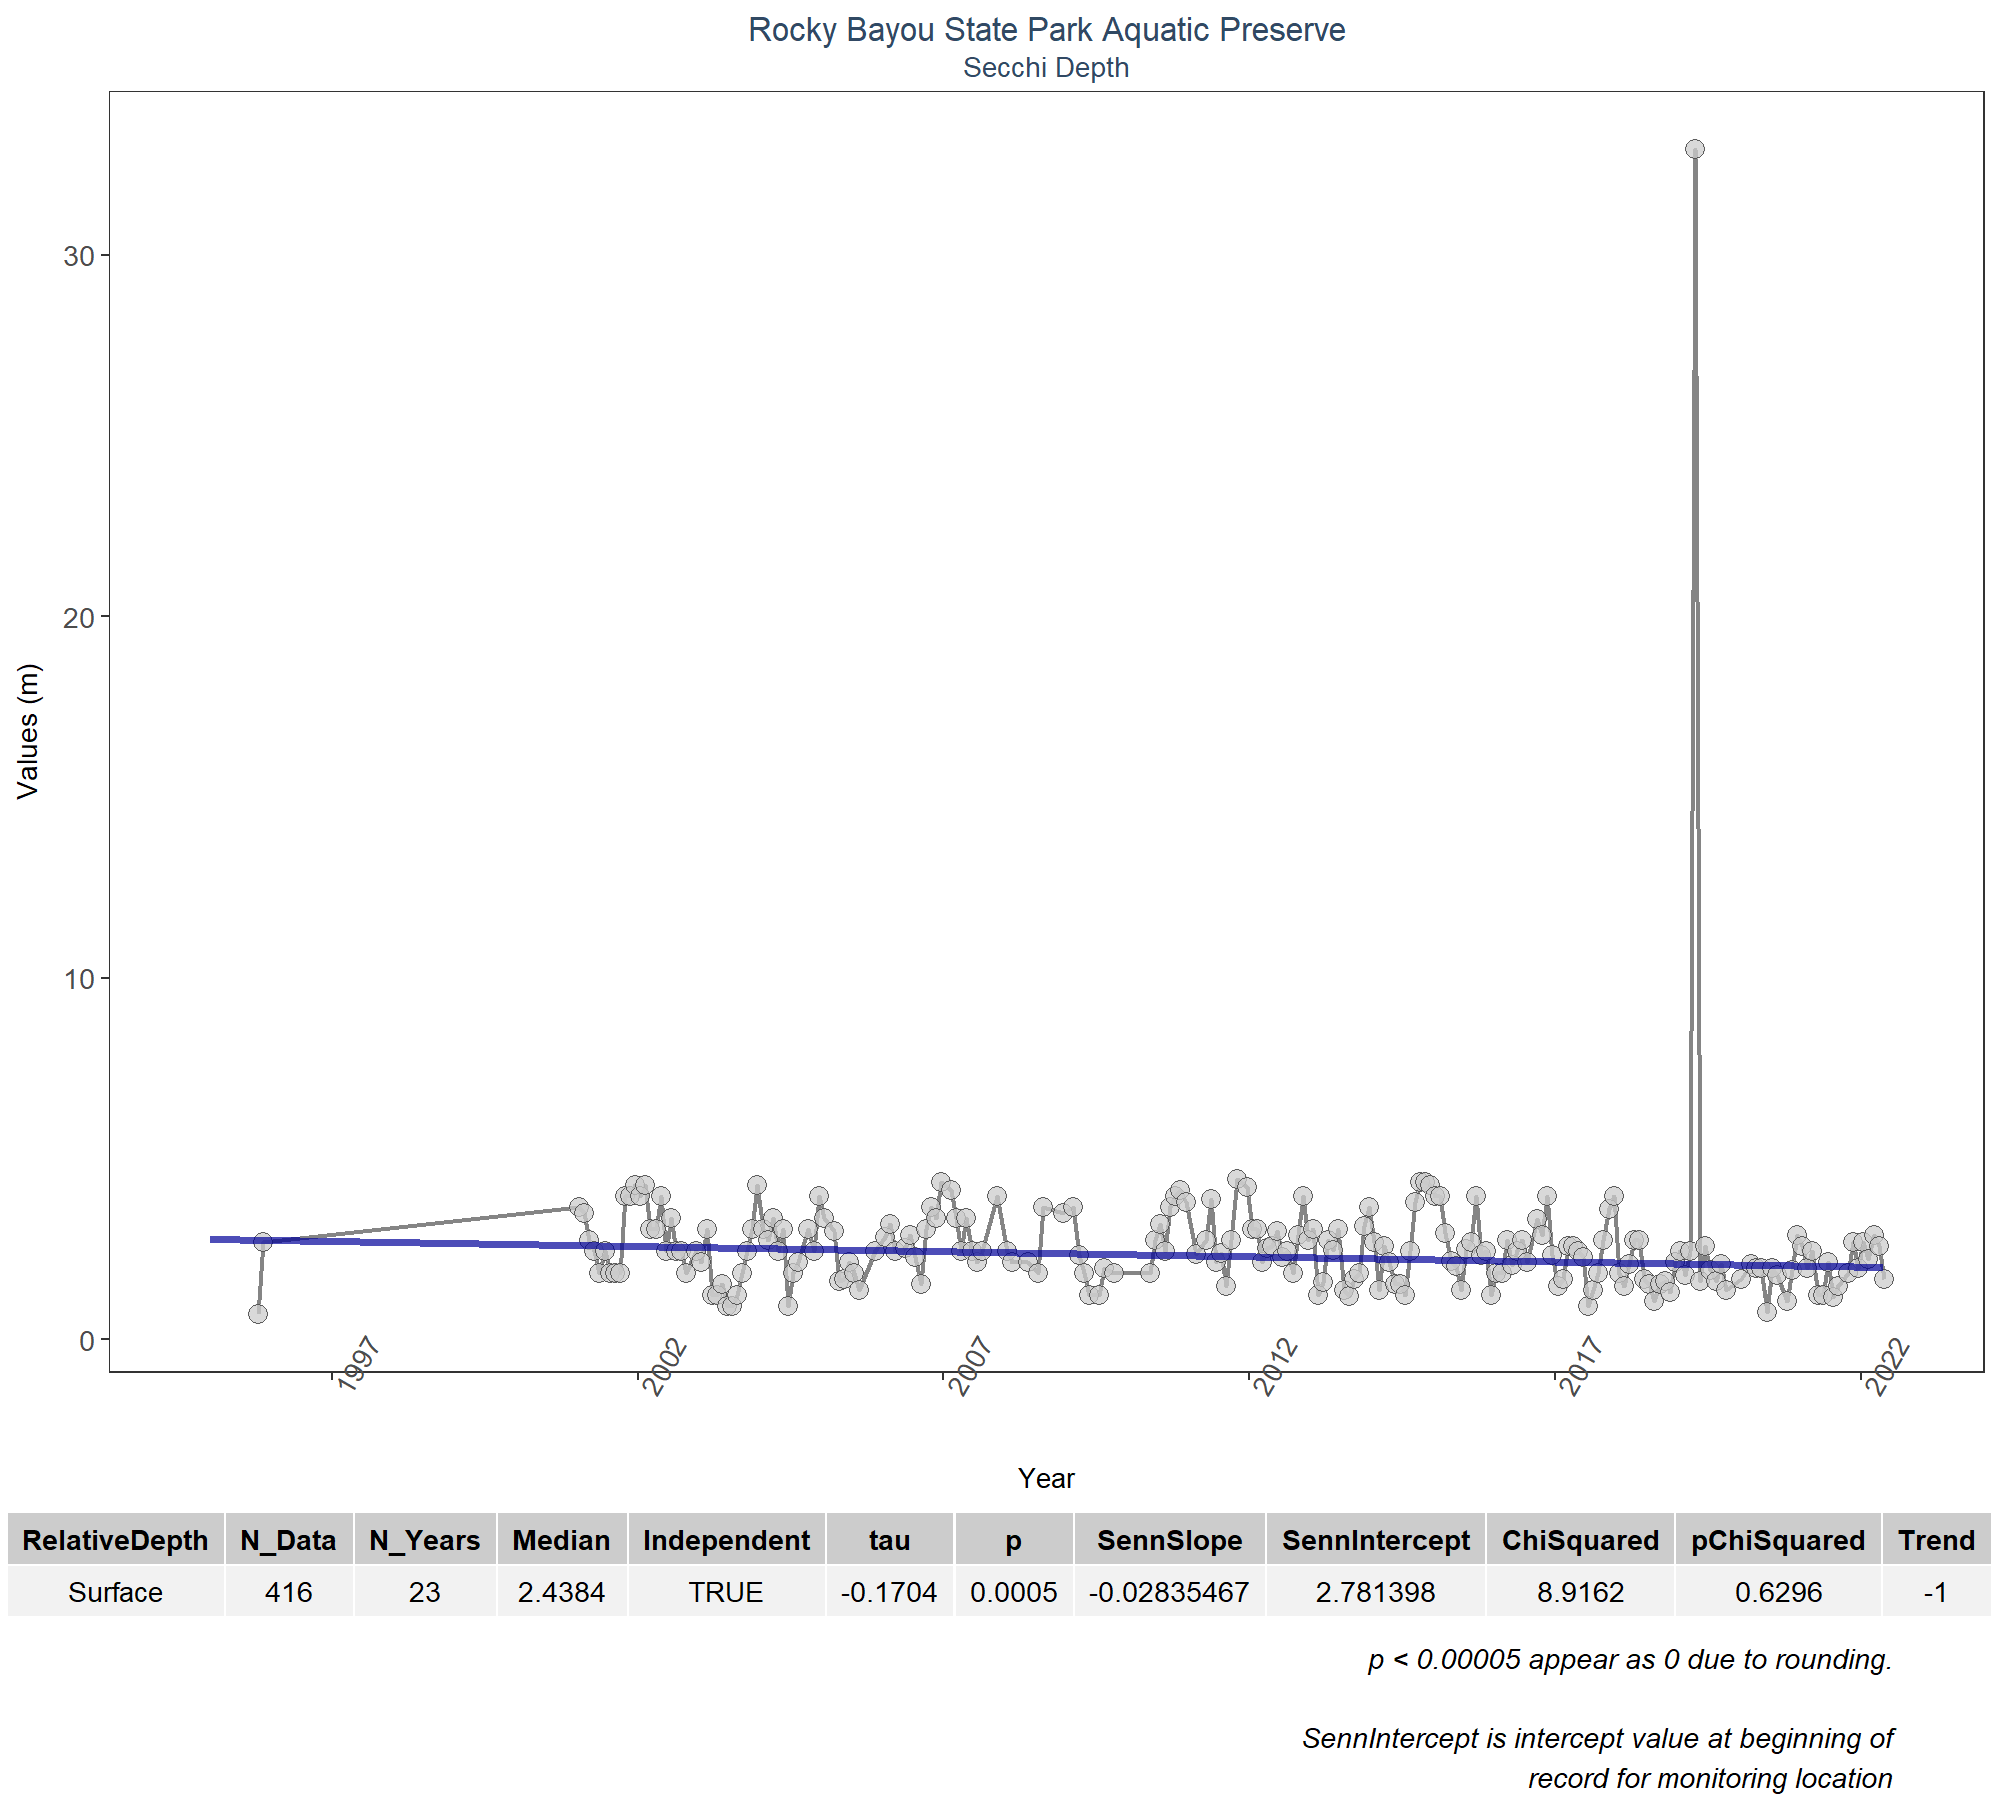 Rocky Bayou State Park Aquatic Preserve
Secchi Depth
Values (m)
30
20
10
0
1997 2002 2007 2012 2017 2022
Year
RelativeDepth N_Data N_Years Median Independent tau p SennSlope SennIntercept ChiSquared pChiSquared Trend
Surface 416 23 2.4384 TRUE -0.1704 0.0005 -0.02835467 2.781398 8.9162 0.6296 -1
p < 0.00005 appear as 0 due to rounding.
SennIntercept is intercept value at beginning of
record for monitoring location